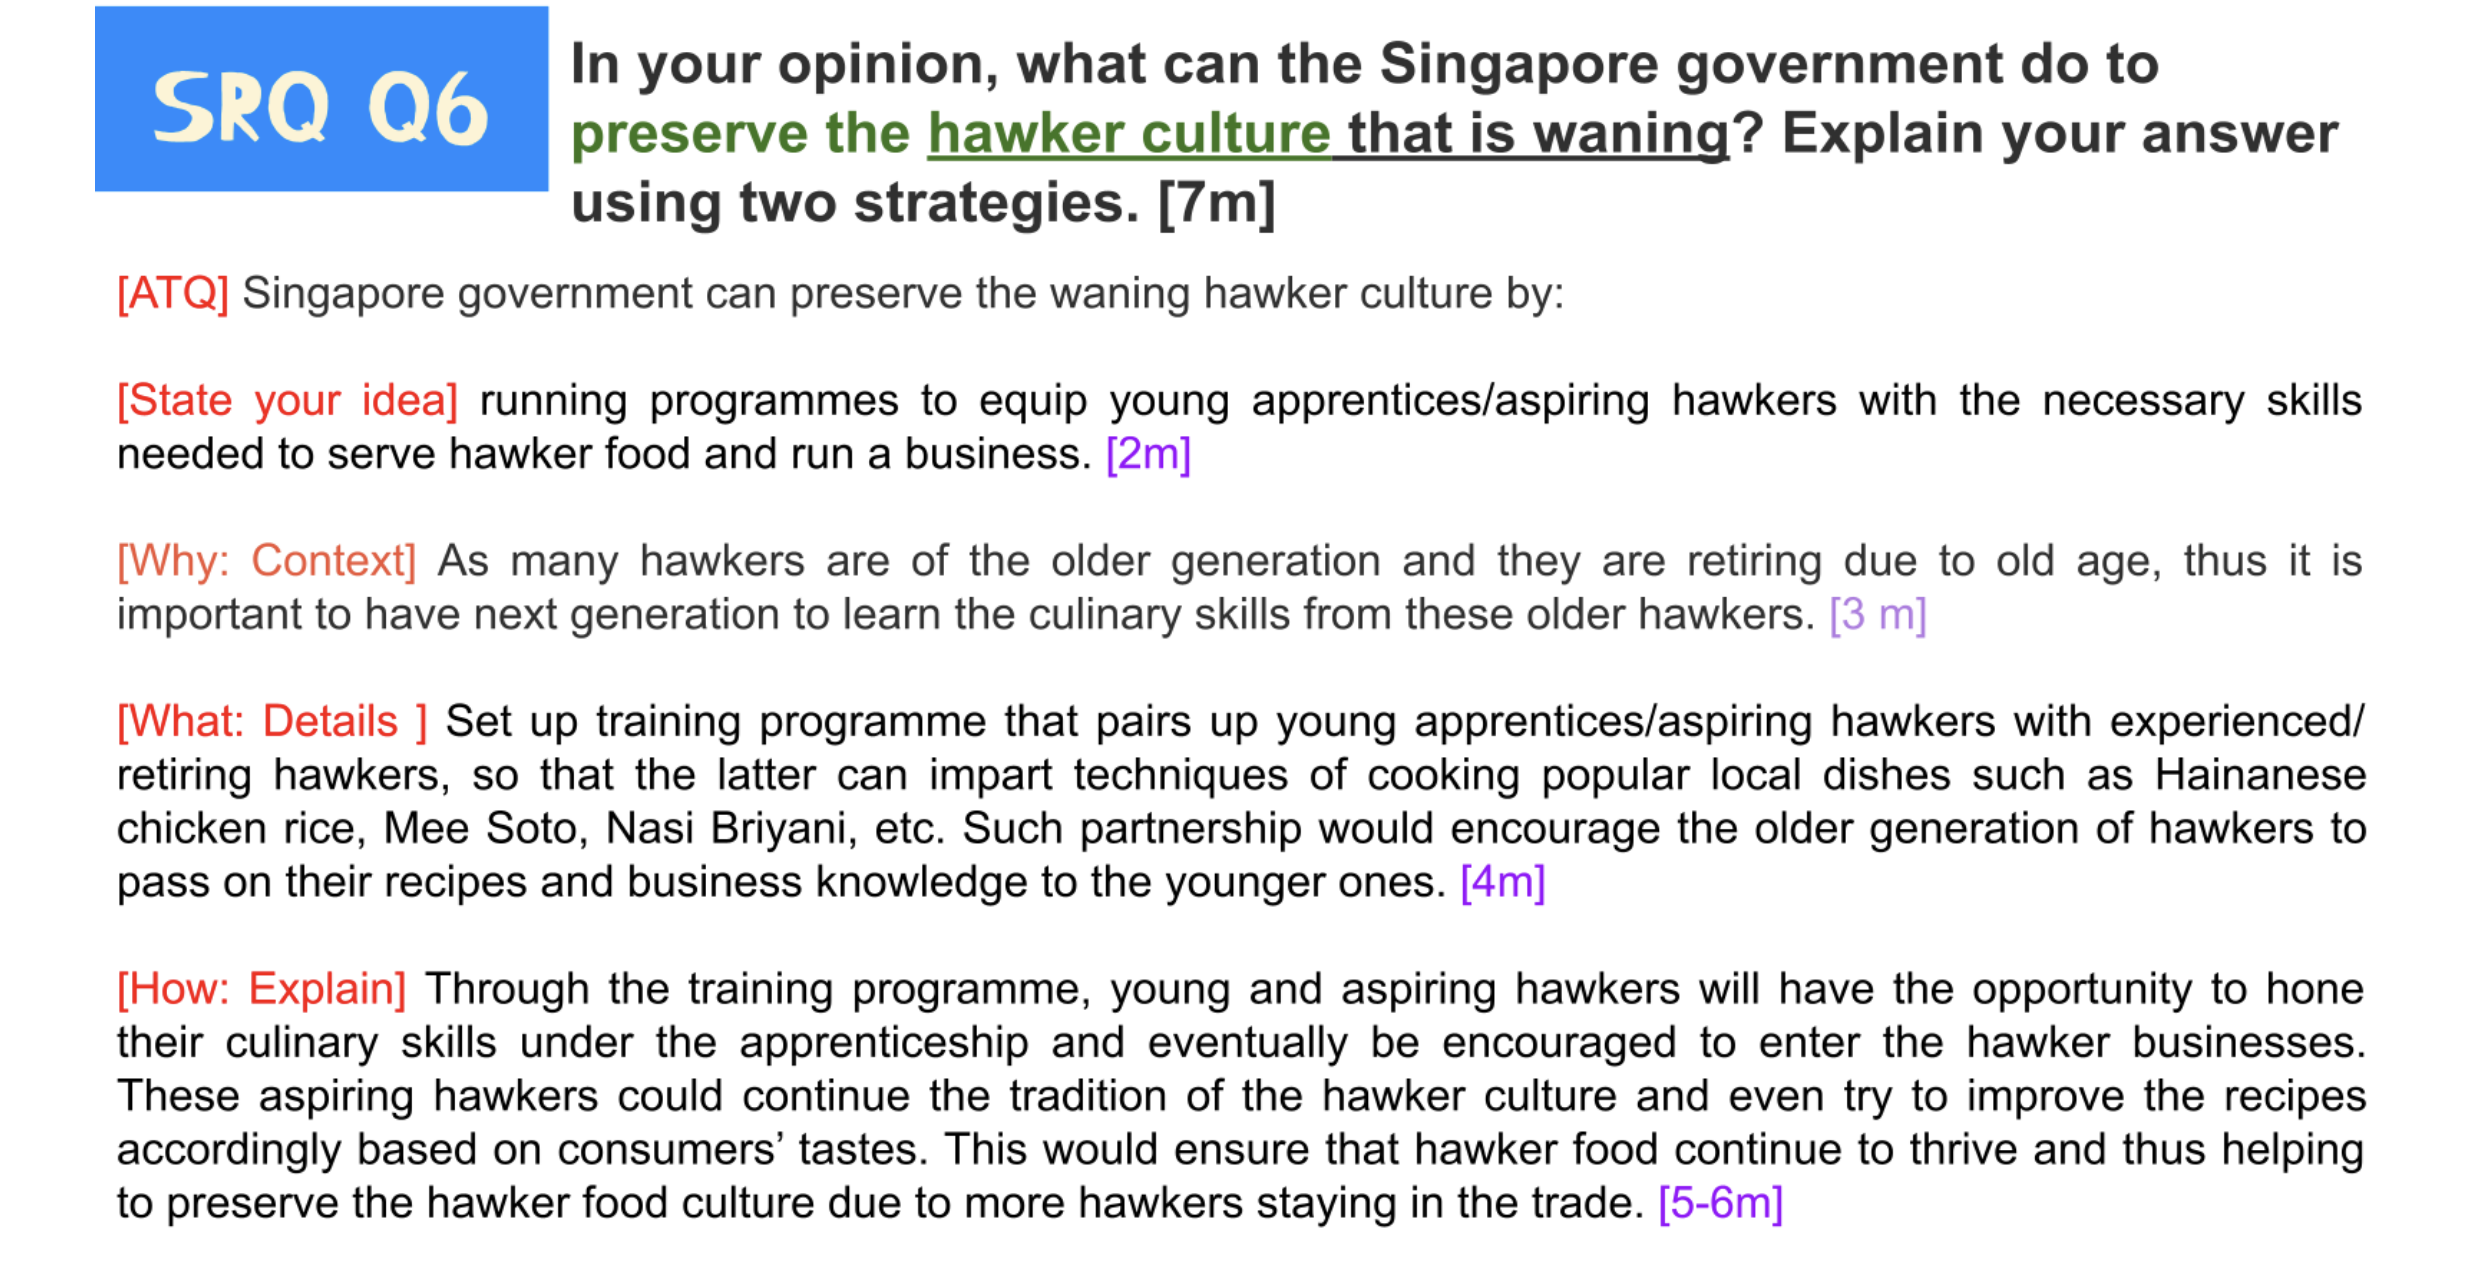 SRQ Q6
In your opinion, what can the Singapore government do to
preserve the hawker culture that is waning? Explain your answer
using two strategies. [7m]
[ATQ] Singapore government can preserve the waning hawker culture by:
[State your idea] running programmes to equip young apprentices/aspiring hawkers with the necessary skills
needed to serve hawker food and run a business. [2m]
[Why: Context] As many hawkers are of the older generation and they are retiring due to old age, thus it is
important to have next generation to learn the culinary skills from these older hawkers. [3 m]
[What: Details ] Set up training programme that pairs up young apprentices/aspiring hawkers with experienced/
retiring hawkers, so that the latter can impart techniques of cooking popular local dishes such as Hainanese
chicken rice, Mee Soto, Nasi Briyani, etc. Such partnership would encourage the older generation of hawkers to
pass on their recipes and business knowledge to the younger ones. [4m]
[How: Explain] Through the training programme, young and aspiring hawkers will have the opportunity to hone
their culinary skills under the apprenticeship and eventually be encouraged to enter the hawker businesses.
These aspiring hawkers could continue the tradition of the hawker culture and even try to improve the recipes
accordingly based on consumers’ tastes. This would ensure that hawker food continue to thrive and thus helping
to preserve the hawker food culture due to more hawkers staying in the trade. [5-6m]